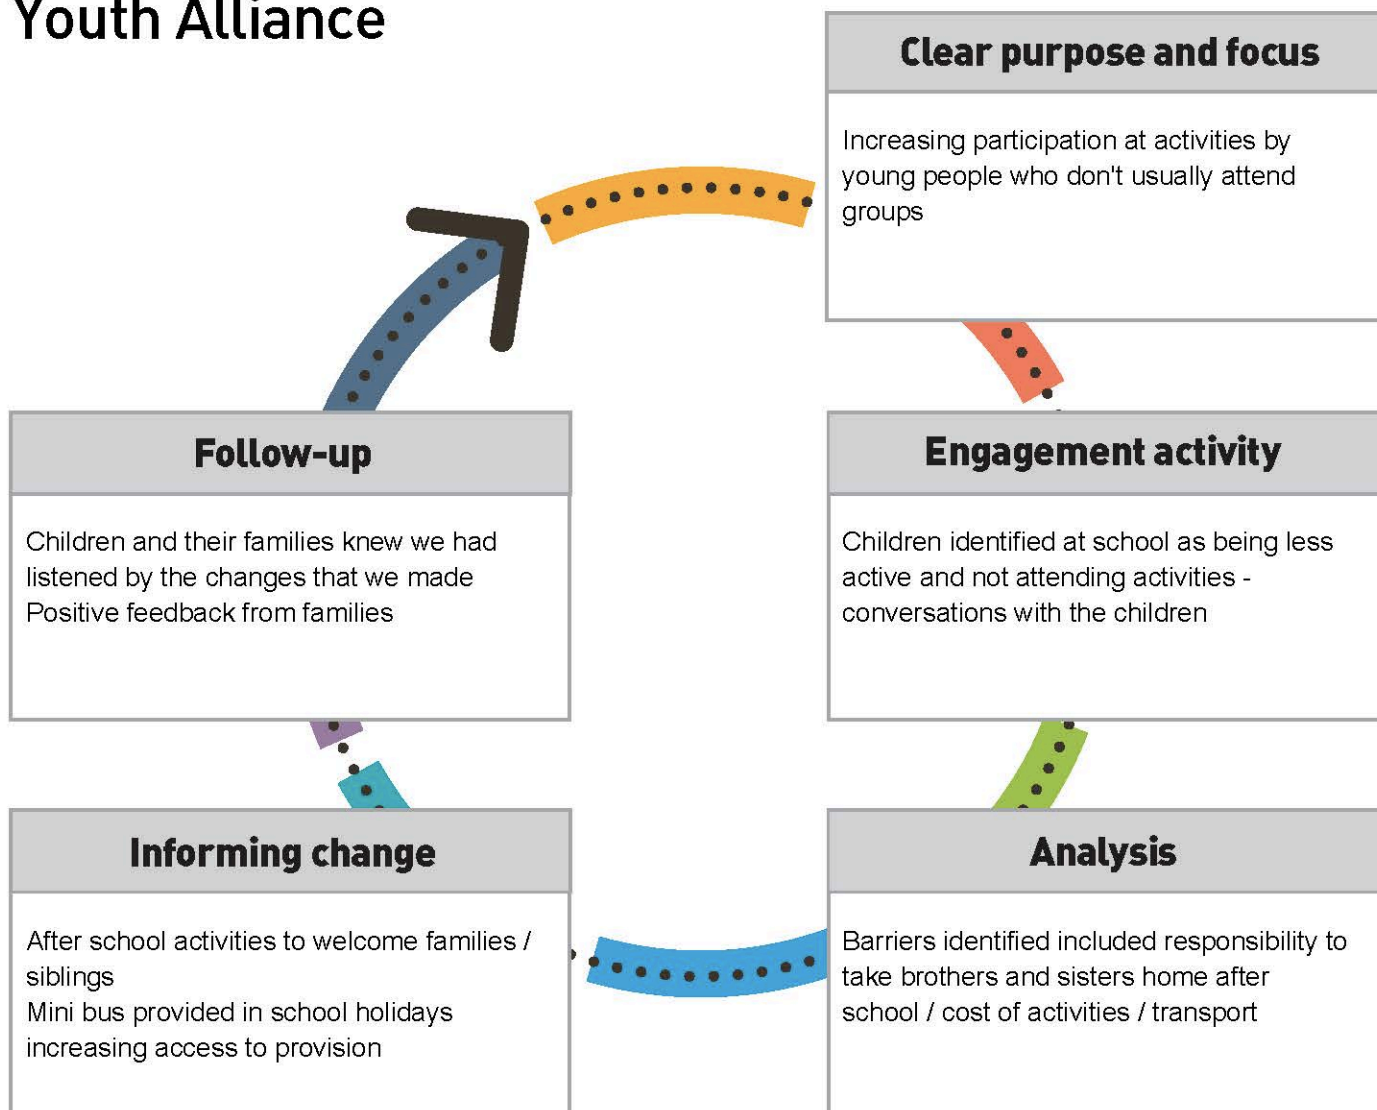 Youth Alliance
Clear purpose and focus
Increasing participation at activities by
young people who don't usually attend
groups
Engagement activity
Children identified at school as being less
active and not attending activities -
conversations with the children
Analysis
Barriers identified included responsibility to
take brothers and sisters home after
school / cost of activities / transport
Informing change
After school activities to welcome families /
siblings
Mini bus provided in school holidays
increasing access to provision
Follow-up
Children and their families knew we had
listened by the changes that we made
Positive feedback from families